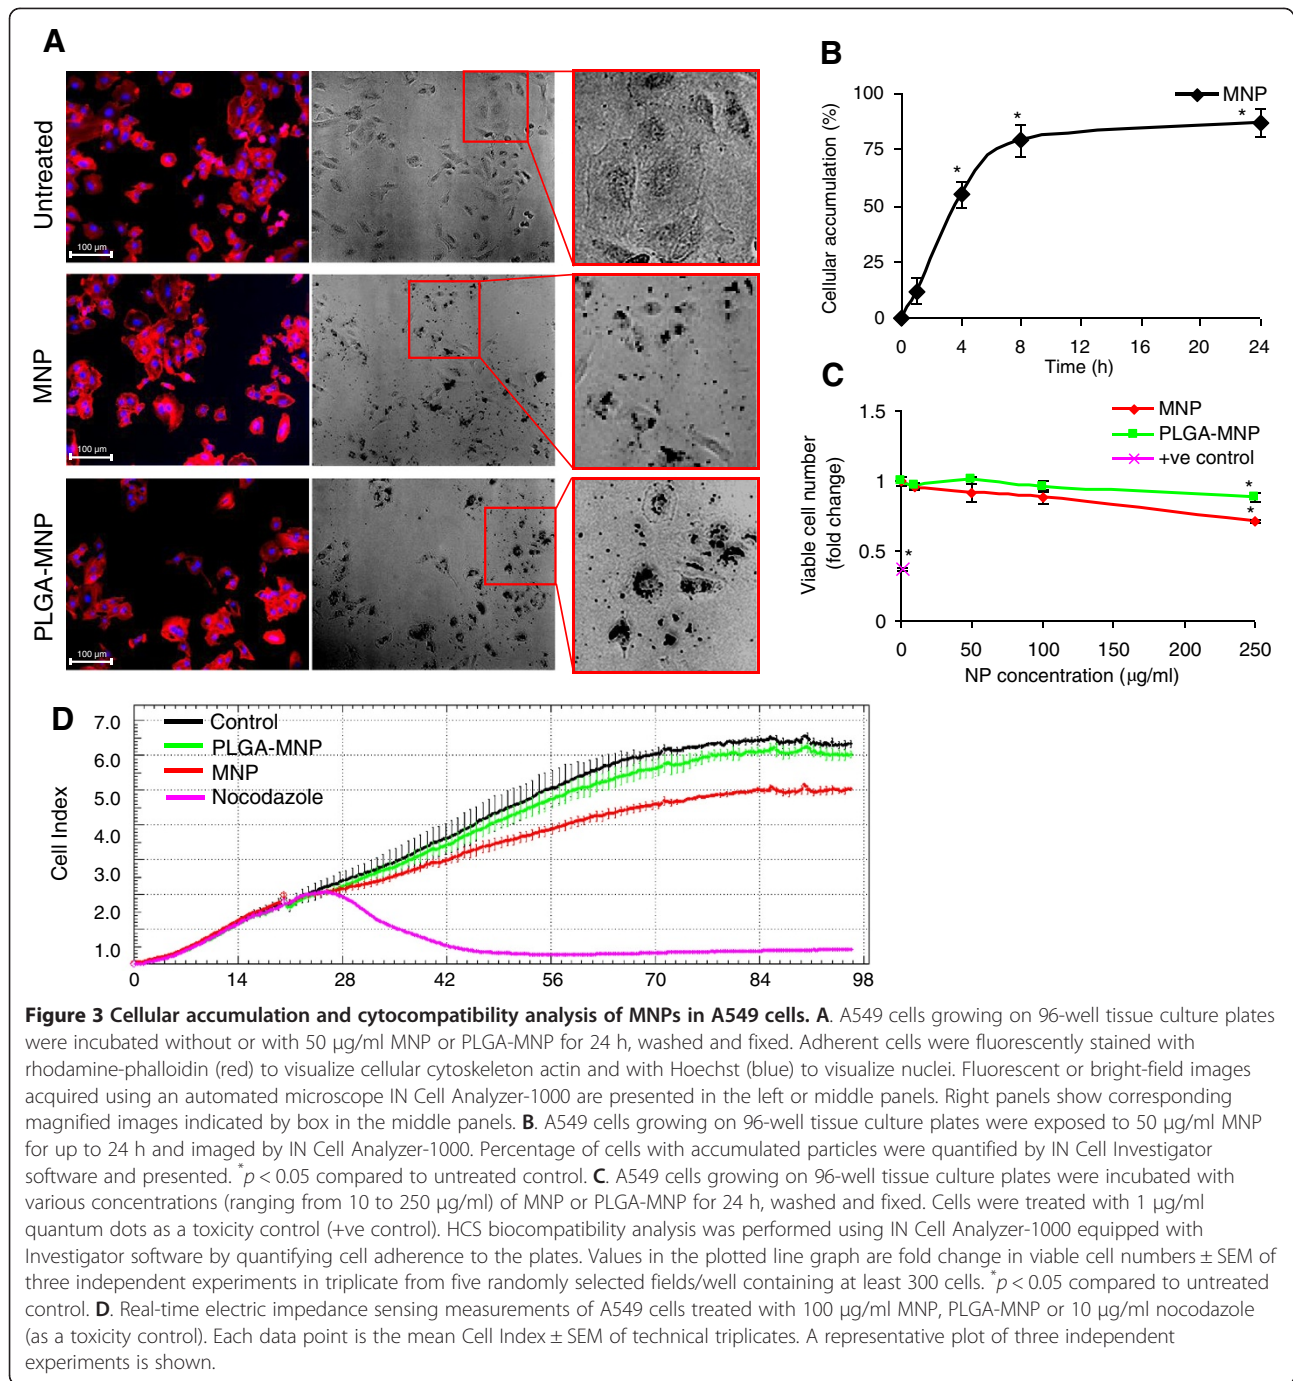 A
Untreated
100 µm
MNP
100 µm
PLGA-MNP
100 µm
B
MNP
Cellular accumulation (%)
100
75
50
25
0
*
*
*
0 4 8 12 16 20 24
Time (h)
C
MNP
PLGA-MNP
+ve control
Viable cell number
(fold change)
1.5
1
0.5
0
*
*
*
0 50 100 150 200 250
NP concentration (µg/ml)
D
Control
PLGA-MNP
MNP
Nocodazole
Cell Index
7.0
6.0
5.0
4.0
3.0
2.0
1.0
0 14 28 42 56 70 84 98
Figure 3 Cellular accumulation and cytocompatibility analysis of MNPs in A549 cells. A. A549 cells growing on 96-well tissue culture plates
were incubated without or with 50 µg/ml MNP or PLGA-MNP for 24 h, washed and fixed. Adherent cells were fluorescently stained with
rhodamine-phalloidin (red) to visualize cellular cytoskeleton actin and with Hoechst (blue) to visualize nuclei. Fluorescent or bright-field images
acquired using an automated microscope IN Cell Analyzer-1000 are presented in the left or middle panels. Right panels show corresponding
magnified images indicated by box in the middle panels. B. A549 cells growing on 96-well tissue culture plates were exposed to 50 µg/ml MNP
for up to 24 h and imaged by IN Cell Analyzer-1000. Percentage of cells with accumulated particles were quantified by IN Cell Investigator
software and presented. *p < 0.05 compared to untreated control. C. A549 cells growing on 96-well tissue culture plates were incubated with
various concentrations (ranging from 10 to 250 µg/ml) of MNP or PLGA-MNP for 24 h, washed and fixed. Cells were treated with 1 µg/ml
quantum dots as a toxicity control (+ve control). HCS biocompatibility analysis was performed using IN Cell Analyzer-1000 equipped with
Investigator software by quantifying cell adherence to the plates. Values in the plotted line graph are fold change in viable cell numbers ± SEM of
three independent experiments in triplicate from five randomly selected fields/well containing at least 300 cells. *p < 0.05 compared to untreated
control. D. Real-time electric impedance sensing measurements of A549 cells treated with 100 µg/ml MNP, PLGA-MNP or 10 µg/ml nocodazole
(as a toxicity control). Each data point is the mean Cell Index ± SEM of technical triplicates. A representative plot of three independent
experiments is shown.